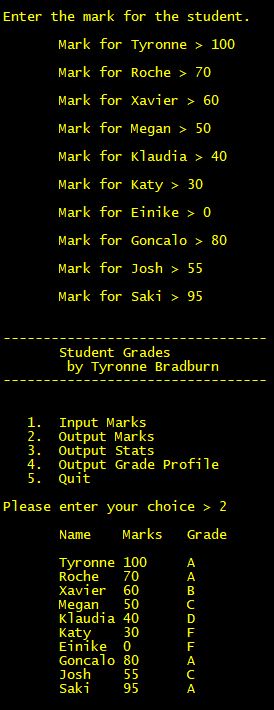 Enter the mark for the student.
Mark for Tyronne > 100
Mark for Roche > 70
Mark for Xavier > 60
Mark for Megan > 50
Mark for Klaudia > 40
Mark for Katy > 30
Mark for Einike > 0
Mark for Goncalo > 80
Mark for Josh > 55
Mark for Saki > 95
---------------------------------
Student Grades
by Tyronne Bradburn
---------------------------------
1. Input Marks
2. Output Marks
3. Output Stats
4. Output Grade Profile
5. Quit
Please enter your choice > 2
Name Marks Grade
Tyronne 100 A
Roche 70 A
Xavier 60 B
Megan 50 C
Klaudia 40 D
Katy 30 F
Einike 0 F
Goncalo 80 A
Josh 55 C
Saki 95 A